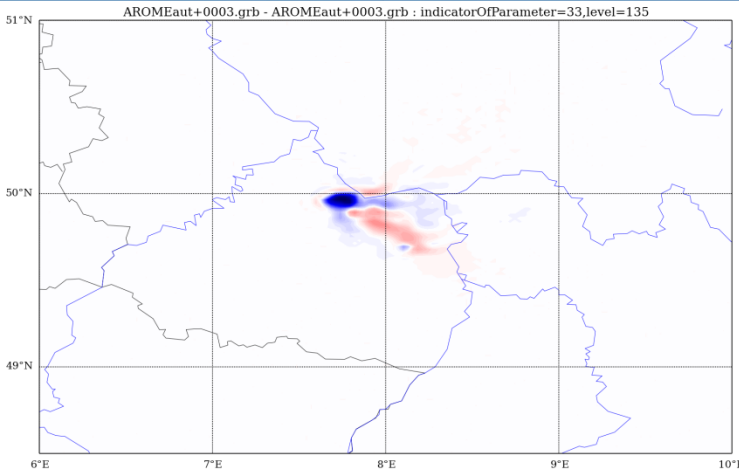 AROMEaut+0003.grb - AROMEaut+0003.grb : indicatorOfParameter=33,level=135
51°N
50°N
49°N
6°E 7°E 8°E 9°E 10°E